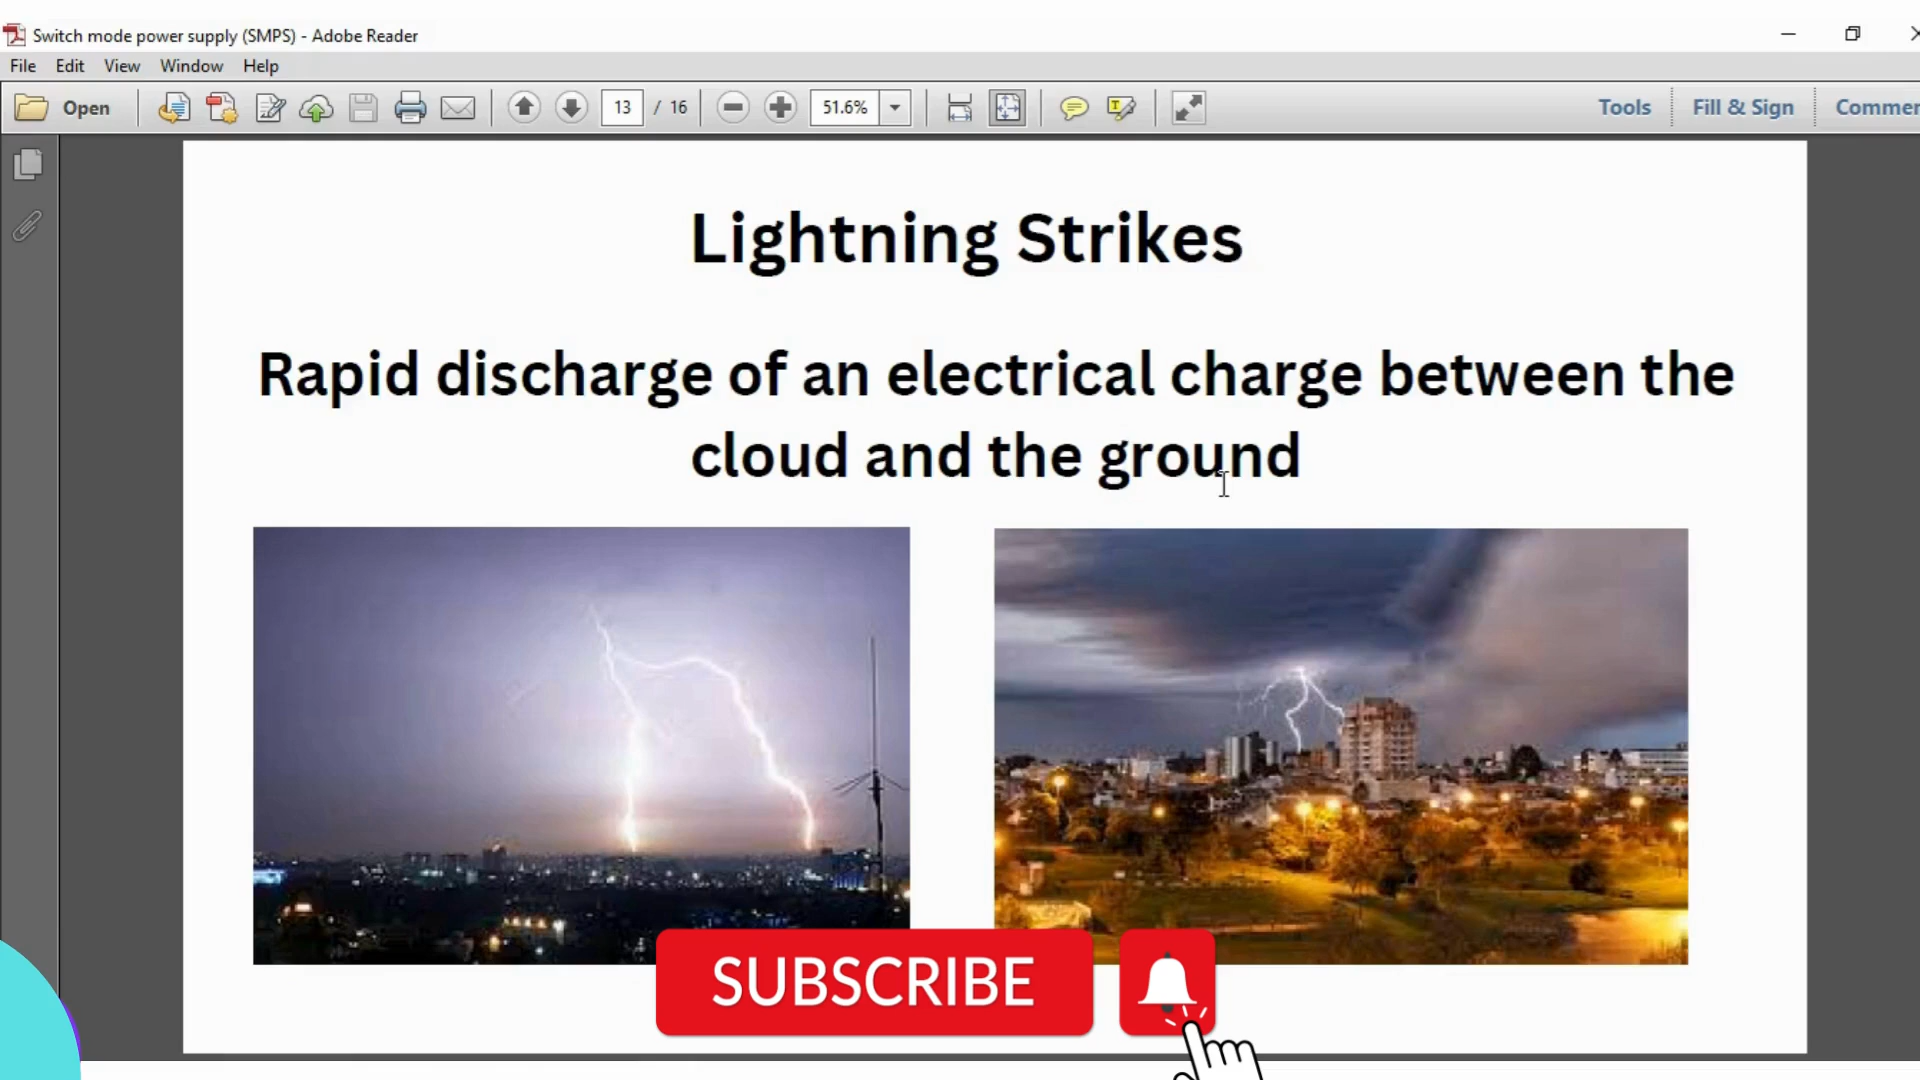 Switch mode power supply (SMPS) - Adobe Reader
File Edit View Window Help
Open 13 / 16 51.6% Tools Fill & Sign Commen
Lightning Strikes
Rapid discharge of an electrical charge between the
cloud and the ground
SUBSCRIBE